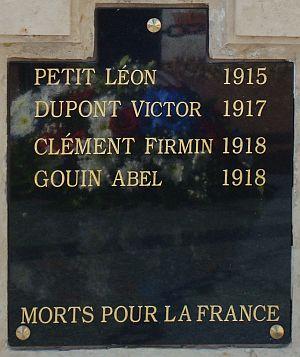 PETIT LÉON 1915
DUPONT VICTOR 1917
CLÉMENT FIRMIN 1918
GOUIN ABEL 1918
MORTS POUR LA FRANCE